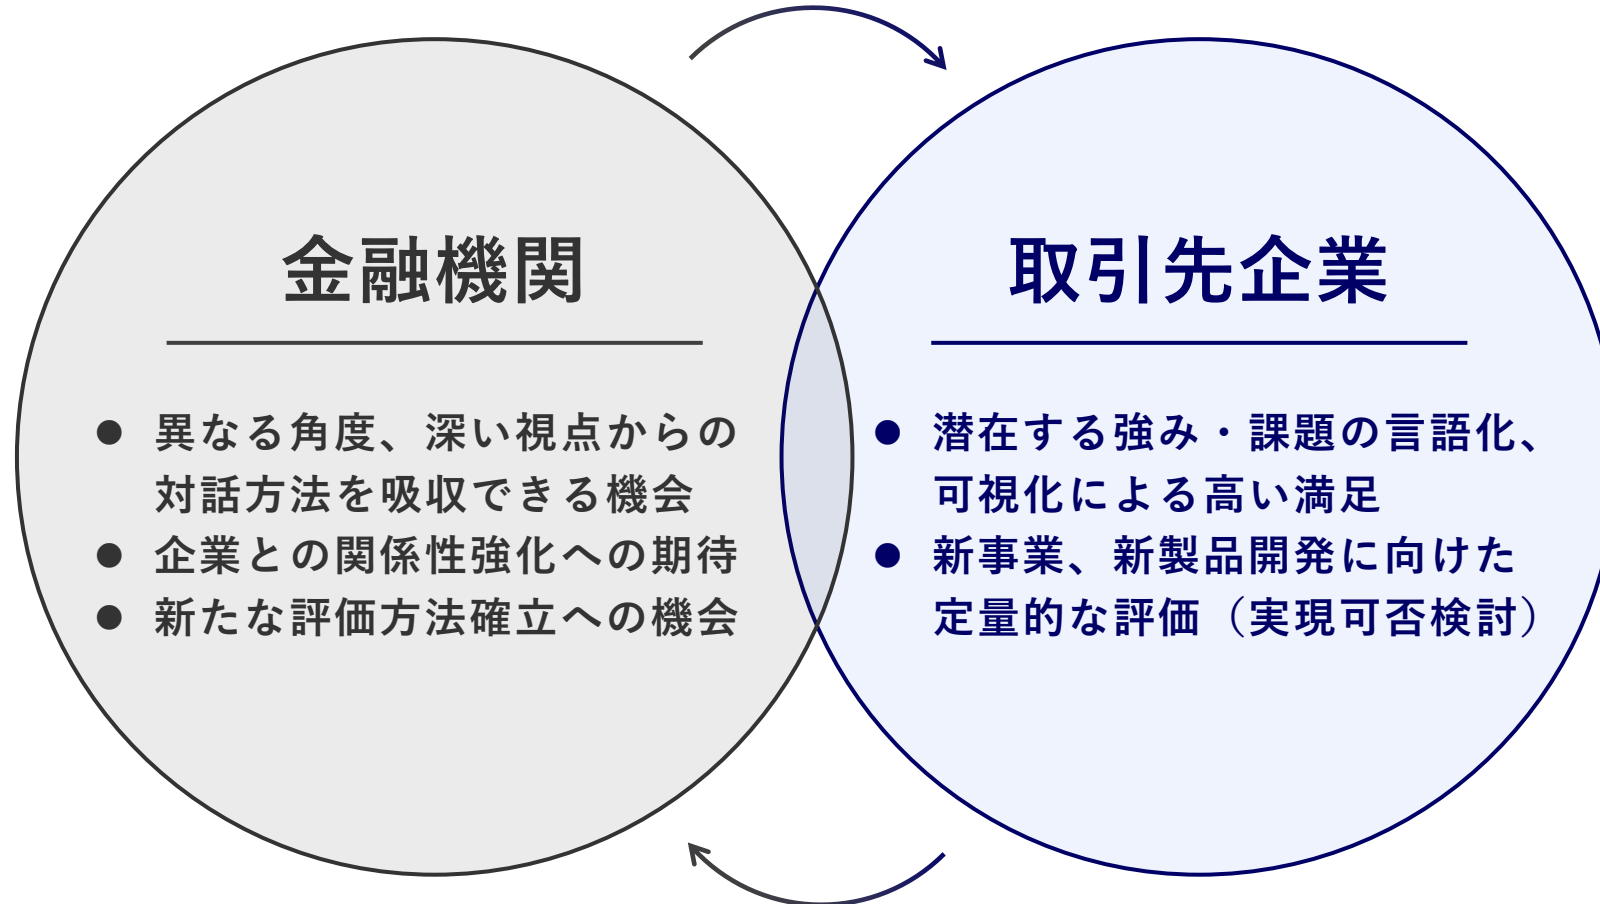 金融機関
● 異なる角度、深い視点からの
対話方法を吸収できる機会
● 企業との関係性強化への期待
● 新たな評価方法確立への機会
取引先企業
● 潜在する強み・課題の言語化、
可視化による高い満足
● 新事業、新製品開発に向けた
定量的な評価（実現可否検討）